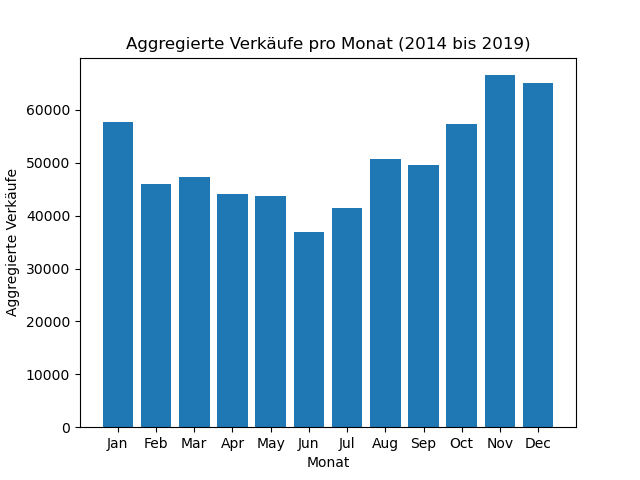 Aggregierte Verkäufe pro Monat (2014 bis 2019)
Aggregierte Verkäufe
60000
50000
40000
30000
20000
10000
0
Jan Feb Mar Apr May Jun Jul Aug Sep Oct Nov Dec
Monat